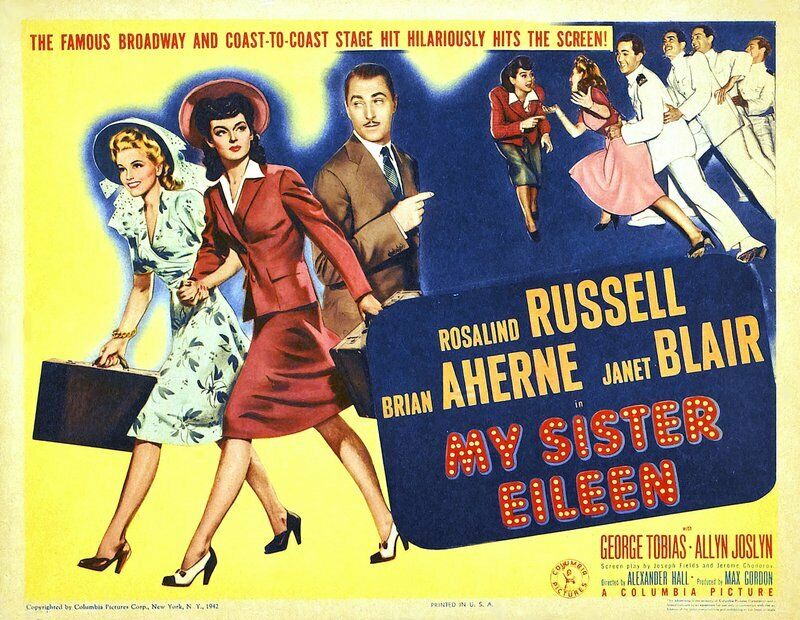 THE FAMOUS BROADWAY AND COAST-TO-COAST STAGE HIT HILARIOUSLY HITS THE SCREEN!
ROSALIND RUSSELL
BRIAN AHERNE JANET BLAIR
in
MY SISTER
EILEEN
with
GEORGE TOBIAS · ALLYN JOSLYN
Screen play by Joseph Fields and Jerome Chodorov
Directed by ALEXANDER HALL · Produced by MAX GORDON
A COLUMBIA PICTURE
COLUMBIA
PICTURES
Copyrighted by Columbia Pictures Corp., New York, N. Y., 1942
PRINTED IN U. S. A.